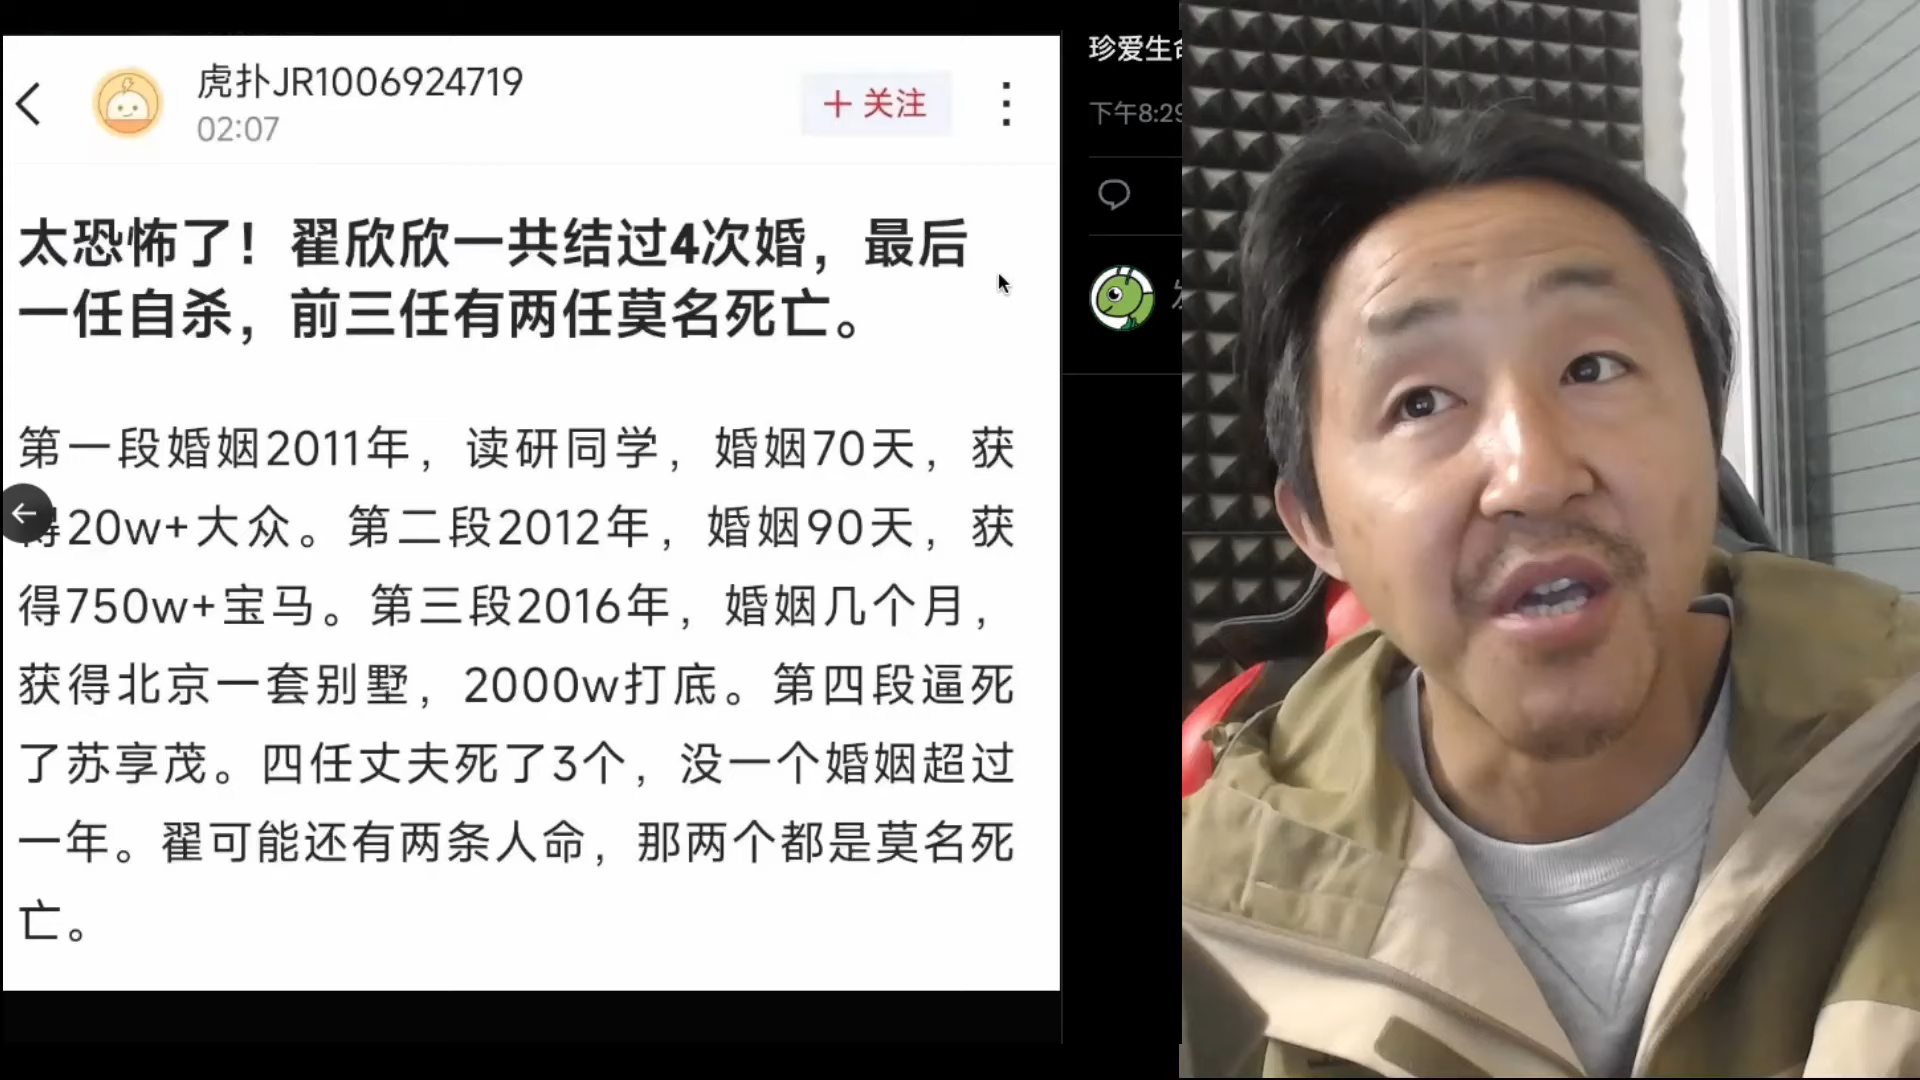 虎扑JR1006924719
02:07
+ 关注
太恐怖了！翟欣欣一共结过4次婚，最后
一任自杀，前三任有两任莫名死亡。
第一段婚姻2011年，读研同学，婚姻70天，获
得20w+大众。第二段2012年，婚姻90天，获
得750w+宝马。第三段2016年，婚姻几个月，
获得北京一套别墅，2000w打底。第四段逼死
了苏享茂。四任丈夫死了3个，没一个婚姻超过
一年。翟可能还有两条人命，那两个都是莫名死
亡。
珍爱生命
下午8:29